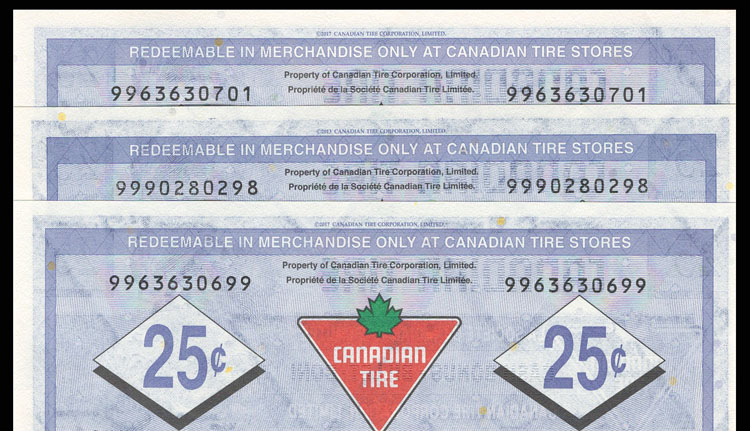 ©2017 CANADIAN TIRE CORPORATION, LIMITED.
REDEEMABLE IN MERCHANDISE ONLY AT CANADIAN TIRE STORES
Property of Canadian Tire Corporation, Limited.
9963630701 Propriété de la Société Canadian Tire Limitée. 9963630701
CANADIAN TIRE CORPORATION, LIMITED.
REDEEMABLE IN MERCHANDISE ONLY AT CANADIAN TIRE STORES
Property of Canadian Tire Corporation, Limited.
9990280298 Propriété de la Société Canadian Tire Limitée. 9990280298
©2017 CANADIAN TIRE CORPORATION, LIMITED.
REDEEMABLE IN MERCHANDISE ONLY AT CANADIAN TIRE STORES
Property of Canadian Tire Corporation, Limited.
9963630699 Propriété de la Société Canadian Tire Limitée. 9963630699
25¢ CANADIAN 25¢
TIRE